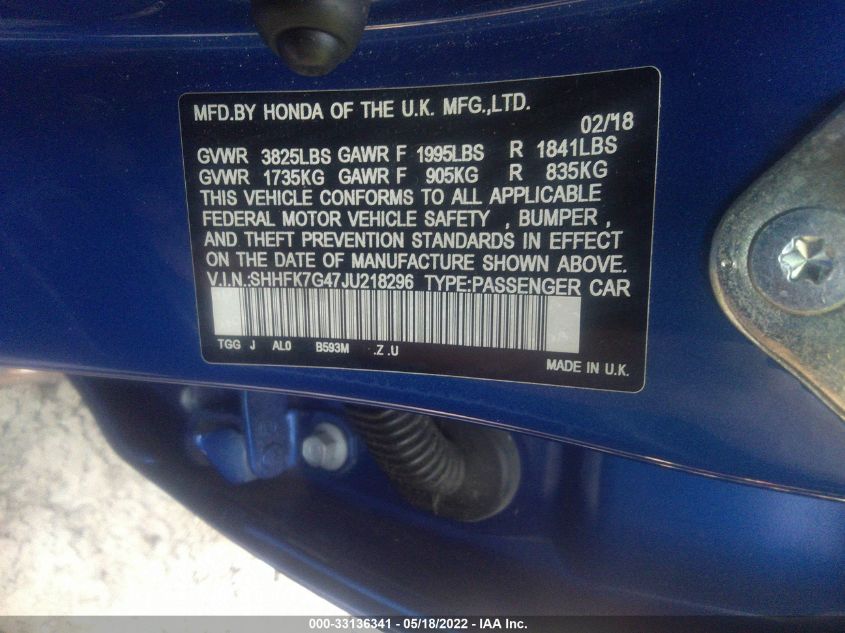 MFD.BY HONDA OF THE U.K. MFG.,LTD.
02/'18
GVWR 3825LBS GAWR F 1995LBS R 1841LBS
GVWR 1735KG GAWR F 905KG R 835KG
THIS VEHICLE CONFORMS TO ALL APPLICABLE
FEDERAL MOTOR VEHICLE SAFETY , BUMPER ,
AND THEFT PREVENTION STANDARDS IN EFFECT
ON THE DATE OF MANUFACTURE SHOWN ABOVE.
V.I.N.:SHHFK7G47JU218296 TYPE:PASSENGER CAR
TGG J AL0 B593M .Z .U
MADE IN U.K.
000-33136341 - 05/18/2022 - IAA Inc.